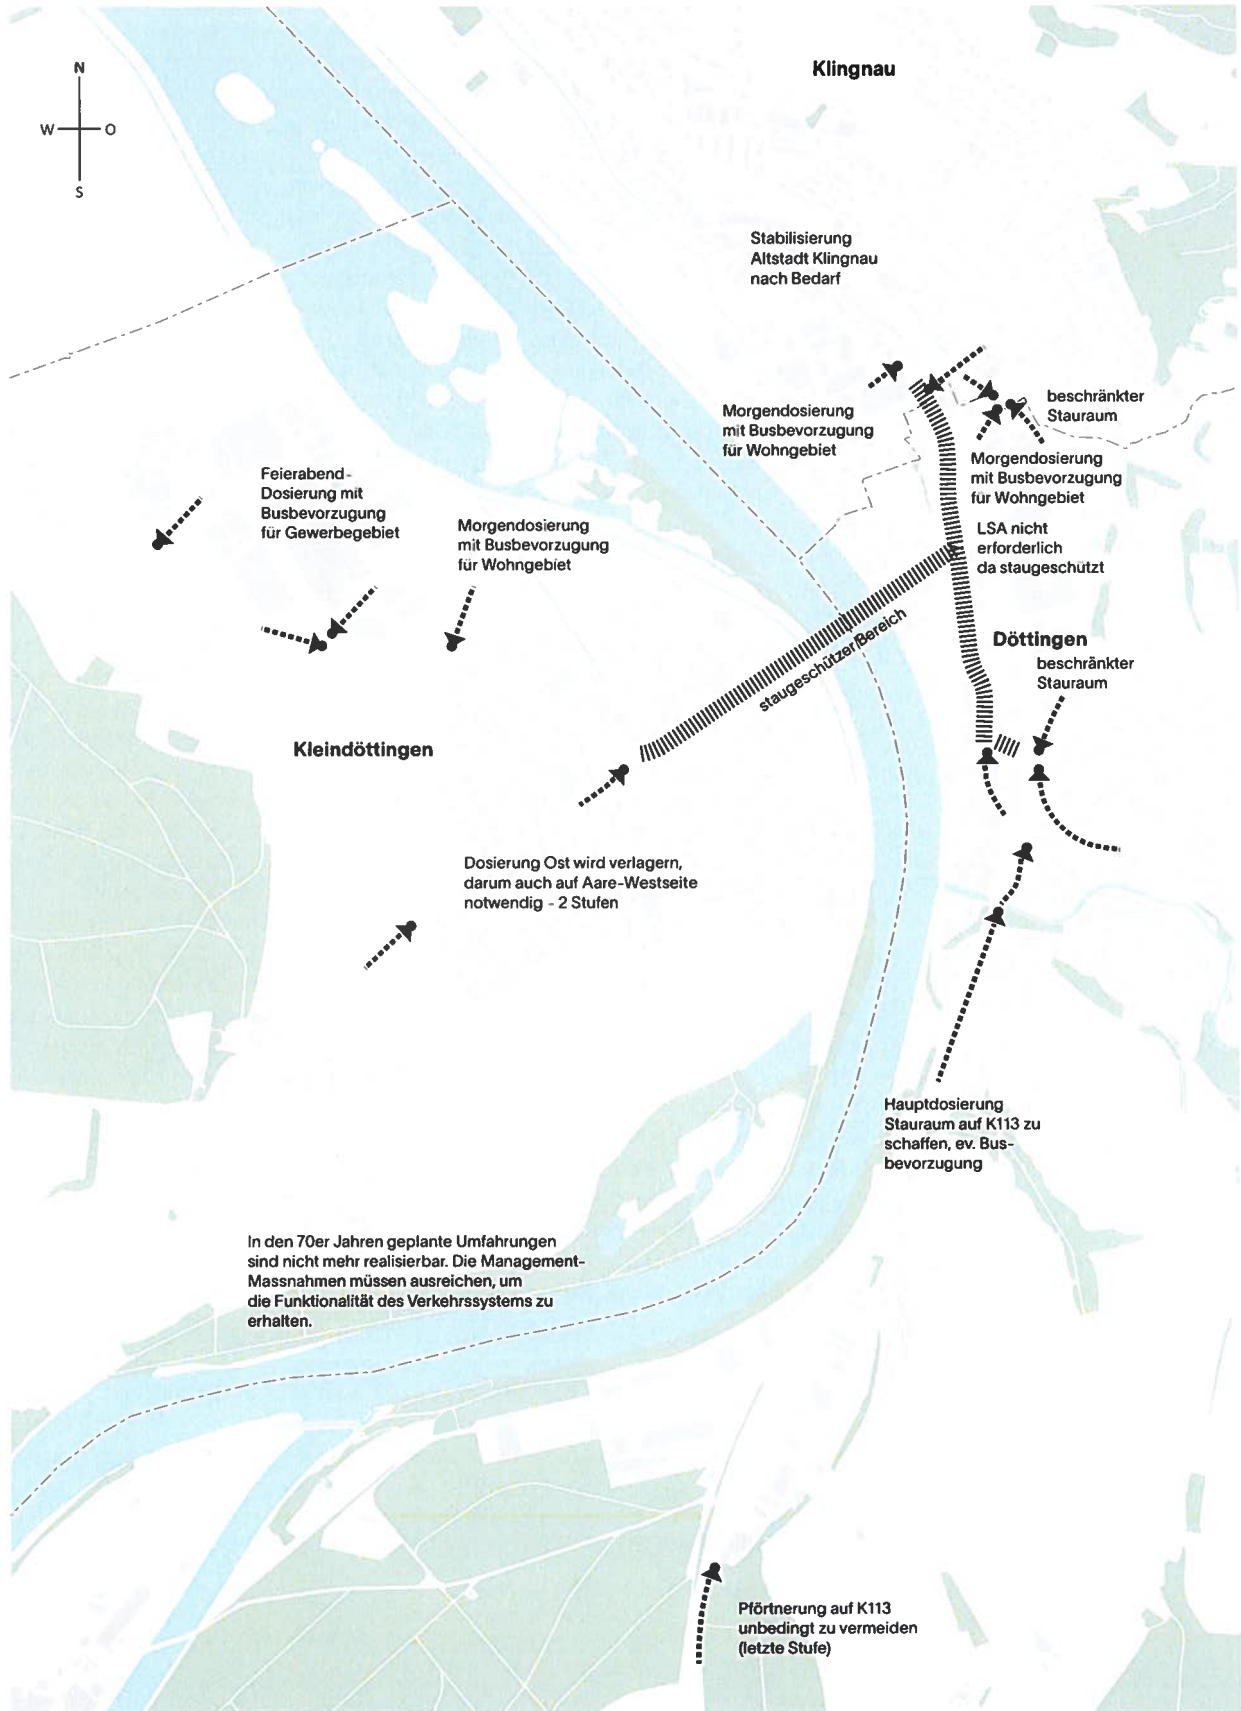 Klingnau
N
W
O
S
Stabilisierung
Altstadt Klingnau
nach Bedarf
beschränkter
Stauraum
Morgendosierung
mit Busbevorzugung
für Wohngebiet
Morgendosierung
mit Busbevorzugung
für Wohngebiet
Feierabend-
Dosierung mit
Busbevorzugung
für Gewerbegebiet
Morgendosierung
mit Busbevorzugung
für Wohngebiet
LSA nicht
erforderlich
da staugeschützt
staugeschützer Bereich
Döttingen
beschränkter
Stauraum
Kleindöttingen
Dosierung Ost wird verlagern,
darum auch auf Aare-Westseite
notwendig - 2 Stufen
Hauptdosierung
Stauraum auf K113 zu
schaffen, ev. Bus-
bevorzugung
In den 70er Jahren geplante Umfahrungen
sind nicht mehr realisierbar. Die Management-
Massnahmen müssen ausreichen, um
die Funktionalität des Verkehrssystems zu
erhalten.
Pförtnerung auf K113
unbedingt zu vermeiden
(letzte Stufe)